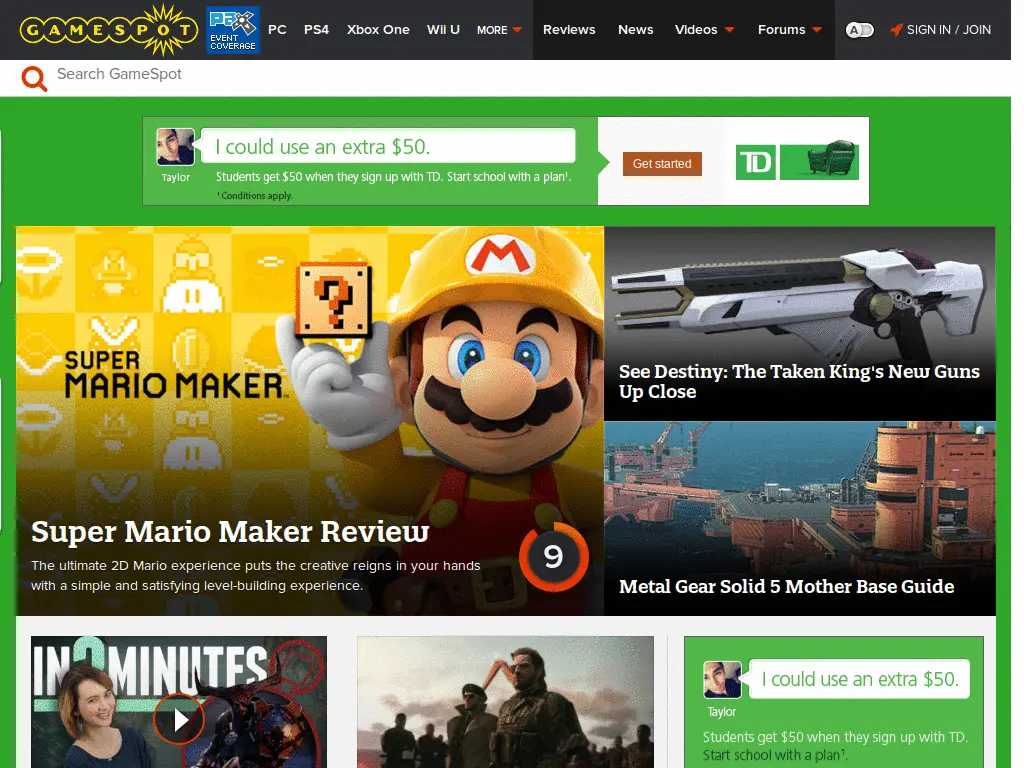 GAMESPOT
PAX
EVENT
COVERAGE
PC PS4 Xbox One Wii U MORE Reviews News Videos Forums A SIGN IN / JOIN
Search GameSpot
I could use an extra $50.
Taylor
Students get $50 when they sign up with TD. Start school with a plan¹.
¹ Conditions apply.
Get started
TD
?
M
SUPER
MARIO MAKER™
Super Mario Maker Review
The ultimate 2D Mario experience puts the creative reigns in your hands
with a simple and satisfying level-building experience.
9
See Destiny: The Taken King's New Guns
Up Close
Metal Gear Solid 5 Mother Base Guide
IN 2 MINUTES
I could use an extra $50.
Taylor
Students get $50 when they sign up with TD.
Start school with a plan¹.